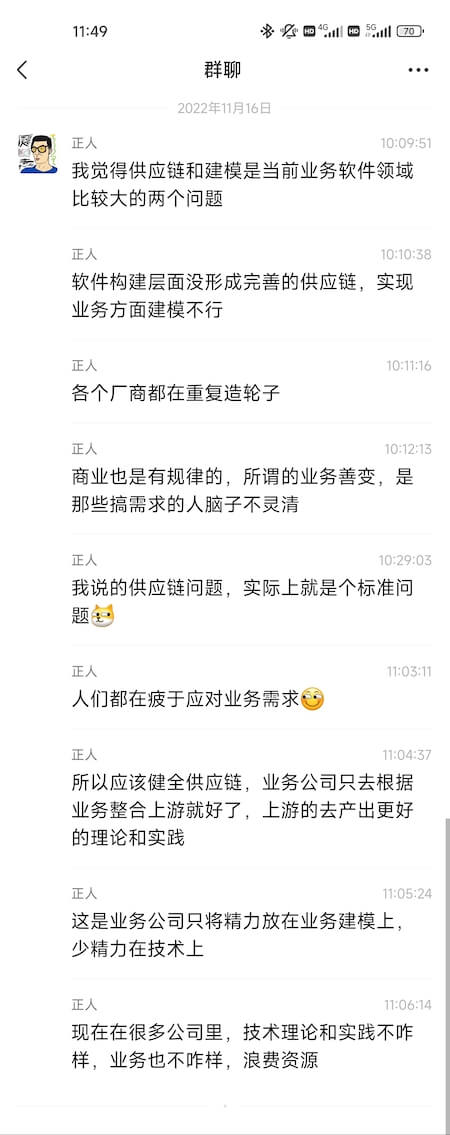 11:49
HD 4G HD 5G 70
群聊
2022年11月16日
正人 10:09:51
我觉得供应链和建模是当前业务软件领域
比较大的两个问题
正人 10:10:38
软件构建层面没形成完善的供应链，实现
业务方面建模不行
正人 10:11:16
各个厂商都在重复造轮子
正人 10:12:13
商业也是有规律的，所谓的业务善变，是
那些搞需求的人脑子不灵清
正人 10:29:03
我说的供应链问题，实际上就是个标准问
题
正人 11:03:11
人们都在疲于应对业务需求
正人 11:04:37
所以应该健全供应链，业务公司只去根据
业务整合上游就好了，上游的去产出更好
的理论和实践
正人 11:05:24
这是业务公司只将精力放在业务建模上，
少精力在技术上
正人 11:06:14
现在在很多公司里，技术理论和实践不咋
样，业务也不咋样，浪费资源